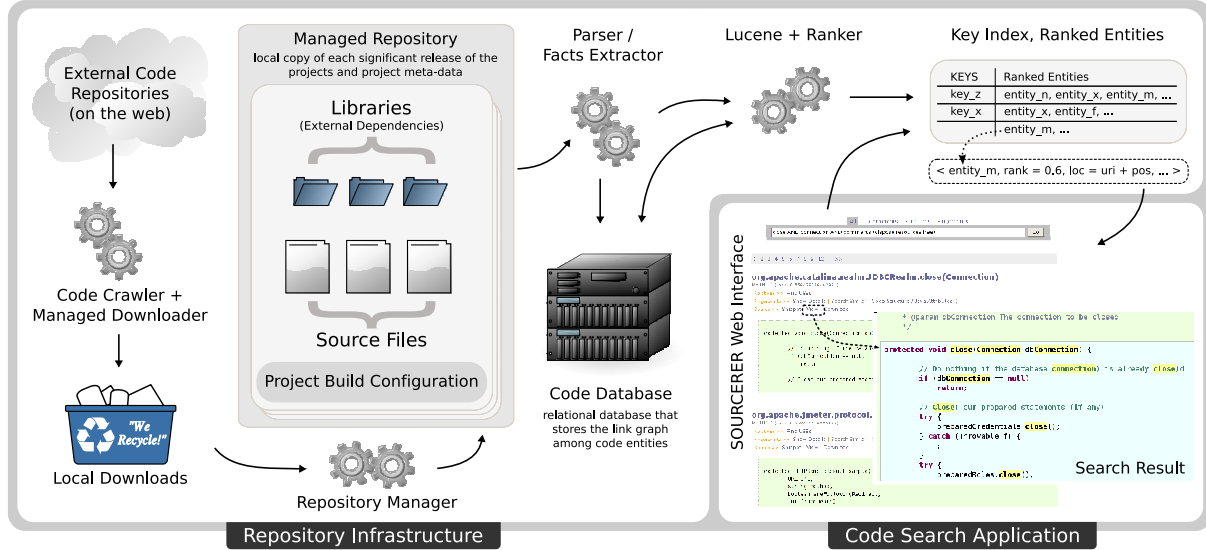 External Code
Repositories
(on the web)
Code Crawler +
Managed Downloader
"We
Recycle!"
Local Downloads
Managed Repository
local copy of each significant release of the
projects and project meta-data
Libraries
(External Dependencies)
Source Files
Project Build Configuration
Repository Manager
Parser /
Facts Extractor
Code Database
relational database that
stores the link graph
among code entities
Lucene + Ranker
Key Index, Ranked Entities
KEYS Ranked Entities
key_z entity_n, entity_x, entity_m, ...
key_x entity_x, entity_f, ...
entity_m, ...
< entity_m, rank = 0.6, loc = uri + pos, ... >
SOURCERER Web Interface
org.apache.catalina.realm.JDBCRealm.close(Connection)
org.apache.jmeter.protocol.
* @param dbConnection The connection to be closed
*/
protected void close(Connection dbConnection) {
// Do nothing if the database connection is already close
if (dbConnection == null)
return;
// Close our prepared statements (if any)
try {
preparedCredentials.close();
} catch (Throwable f) {
;
}
try {
preparedRoles.close();
Search Result
Repository Infrastructure
Code Search Application